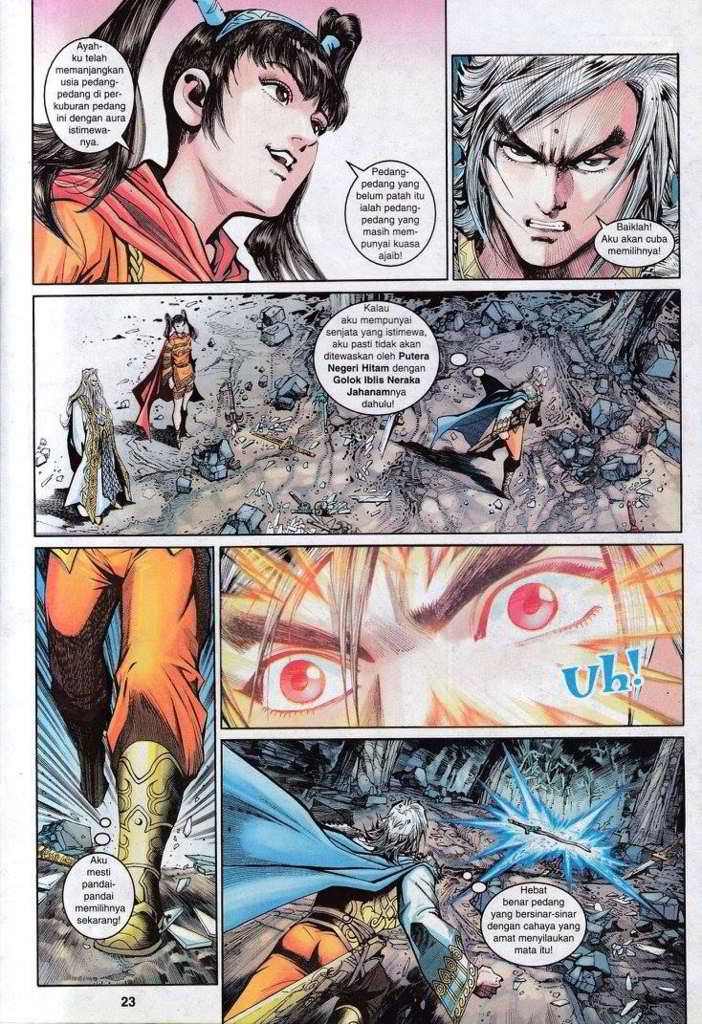 Ayah-
ku telah
memanjangkan
usia pedang-
pedang di per-
kuburan pedang
ini dengan aura
istimewa-
nya.
Pedang-
pedang yang
belum patah itu
ialah pedang-
pedang yang
masih mem-
punyai kuasa
ajaib!
Baiklah!
Aku akan cuba
memilihnya!
Kalau
aku mempunyai
senjata yang istimewa,
aku pasti tidak akan
ditewaskan oleh Putera
Negeri Hitam dengan
Golok Iblis Neraka
Jahanamnya
dahulu!
Uh!
Aku
mesti
pandai-
pandai
memilihnya
sekarang!
Hebat
benar pedang
yang bersinar-sinar
dengan cahaya yang
amat menyilaukan
mata itu!
23